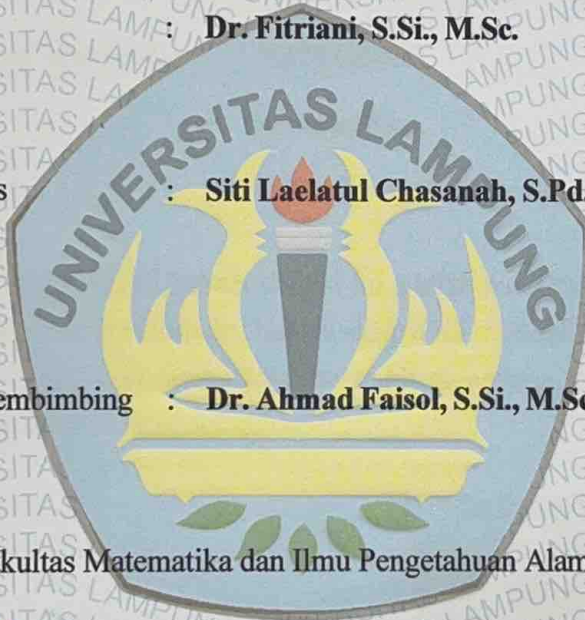 : Dr. Fitriani, S.Si., M.Sc.
UNIVERSITAS LAMPUNG
s : Siti Laelatul Chasanah, S.Pd.
embimbing : Dr. Ahmad Faisol, S.Si., M.Sc
kultas Matematika dan Ilmu Pengetahuan Alam